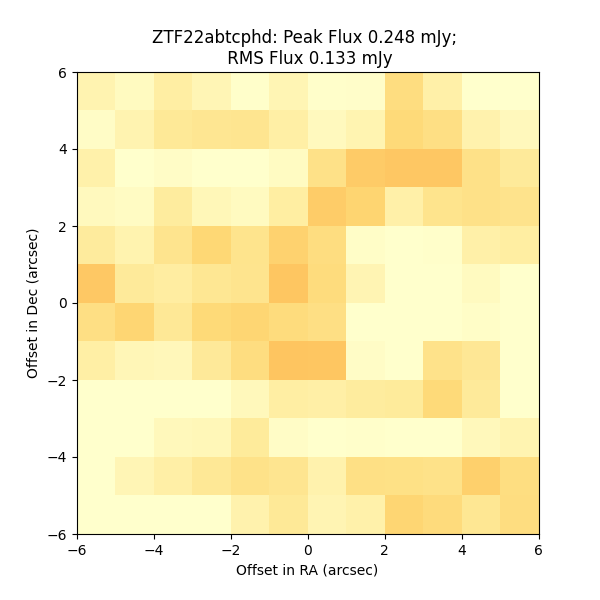 ZTF22abtcphd: Peak Flux 0.248 mJy;
RMS Flux 0.133 mJy
6
4
2
0
−2
−4
−6
Offset in Dec (arcsec)
−6 −4 −2 0 2 4 6
Offset in RA (arcsec)